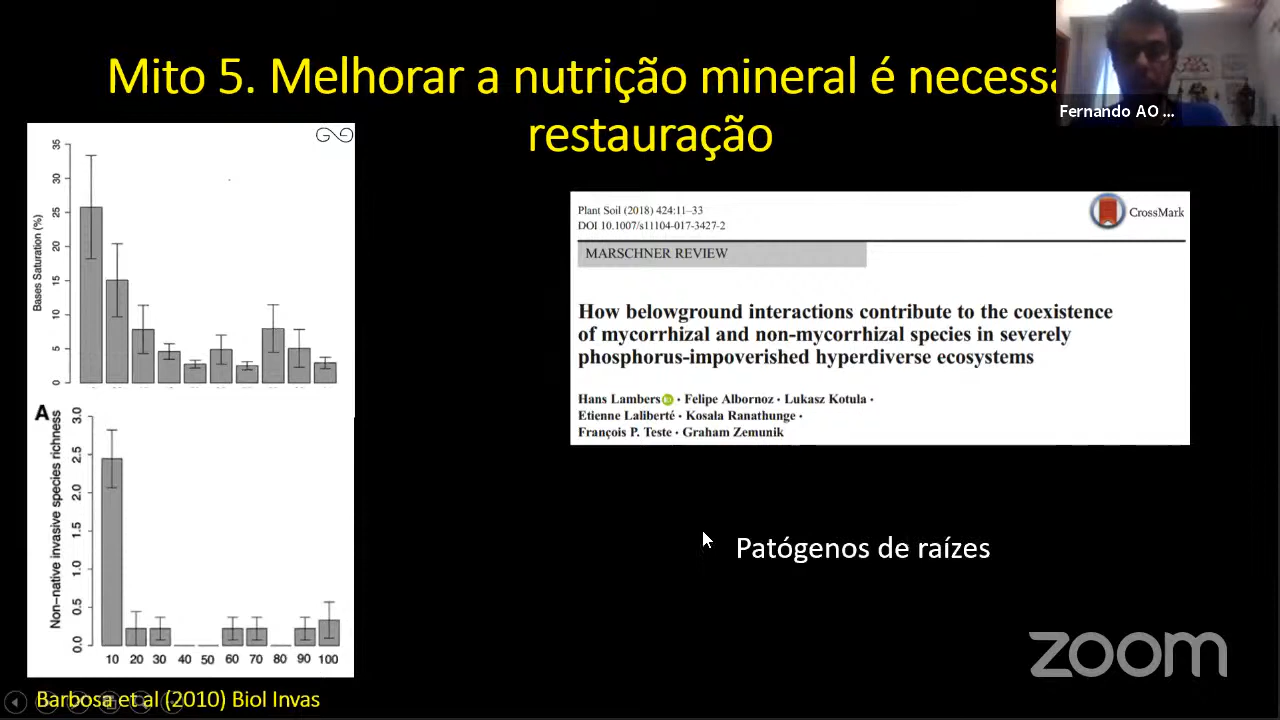 Mito 5. Melhorar a nutrição mineral é necessa
restauração
Fernando AO ...
35
30
25
20
15
10
5
0
Bases Saturation (%)
A
3.0
2.5
2.0
1.5
1.0
0.5
0.0
Non-native invasive species richness
10 20 30 40 50 60 70 80 90 100
Barbosa et al (2010) Biol Invas
Plant Soil (2018) 424:11–33
DOI 10.1007/s11104-017-3427-2
CrossMark
MARSCHNER REVIEW
How belowground interactions contribute to the coexistence
of mycorrhizal and non-mycorrhizal species in severely
phosphorus-impoverished hyperdiverse ecosystems
Hans Lambers · Felipe Albornoz · Lukasz Kotula ·
Etienne Laliberté · Kosala Ranathunge ·
François P. Teste · Graham Zemunik
Patógenos de raízes
zoom